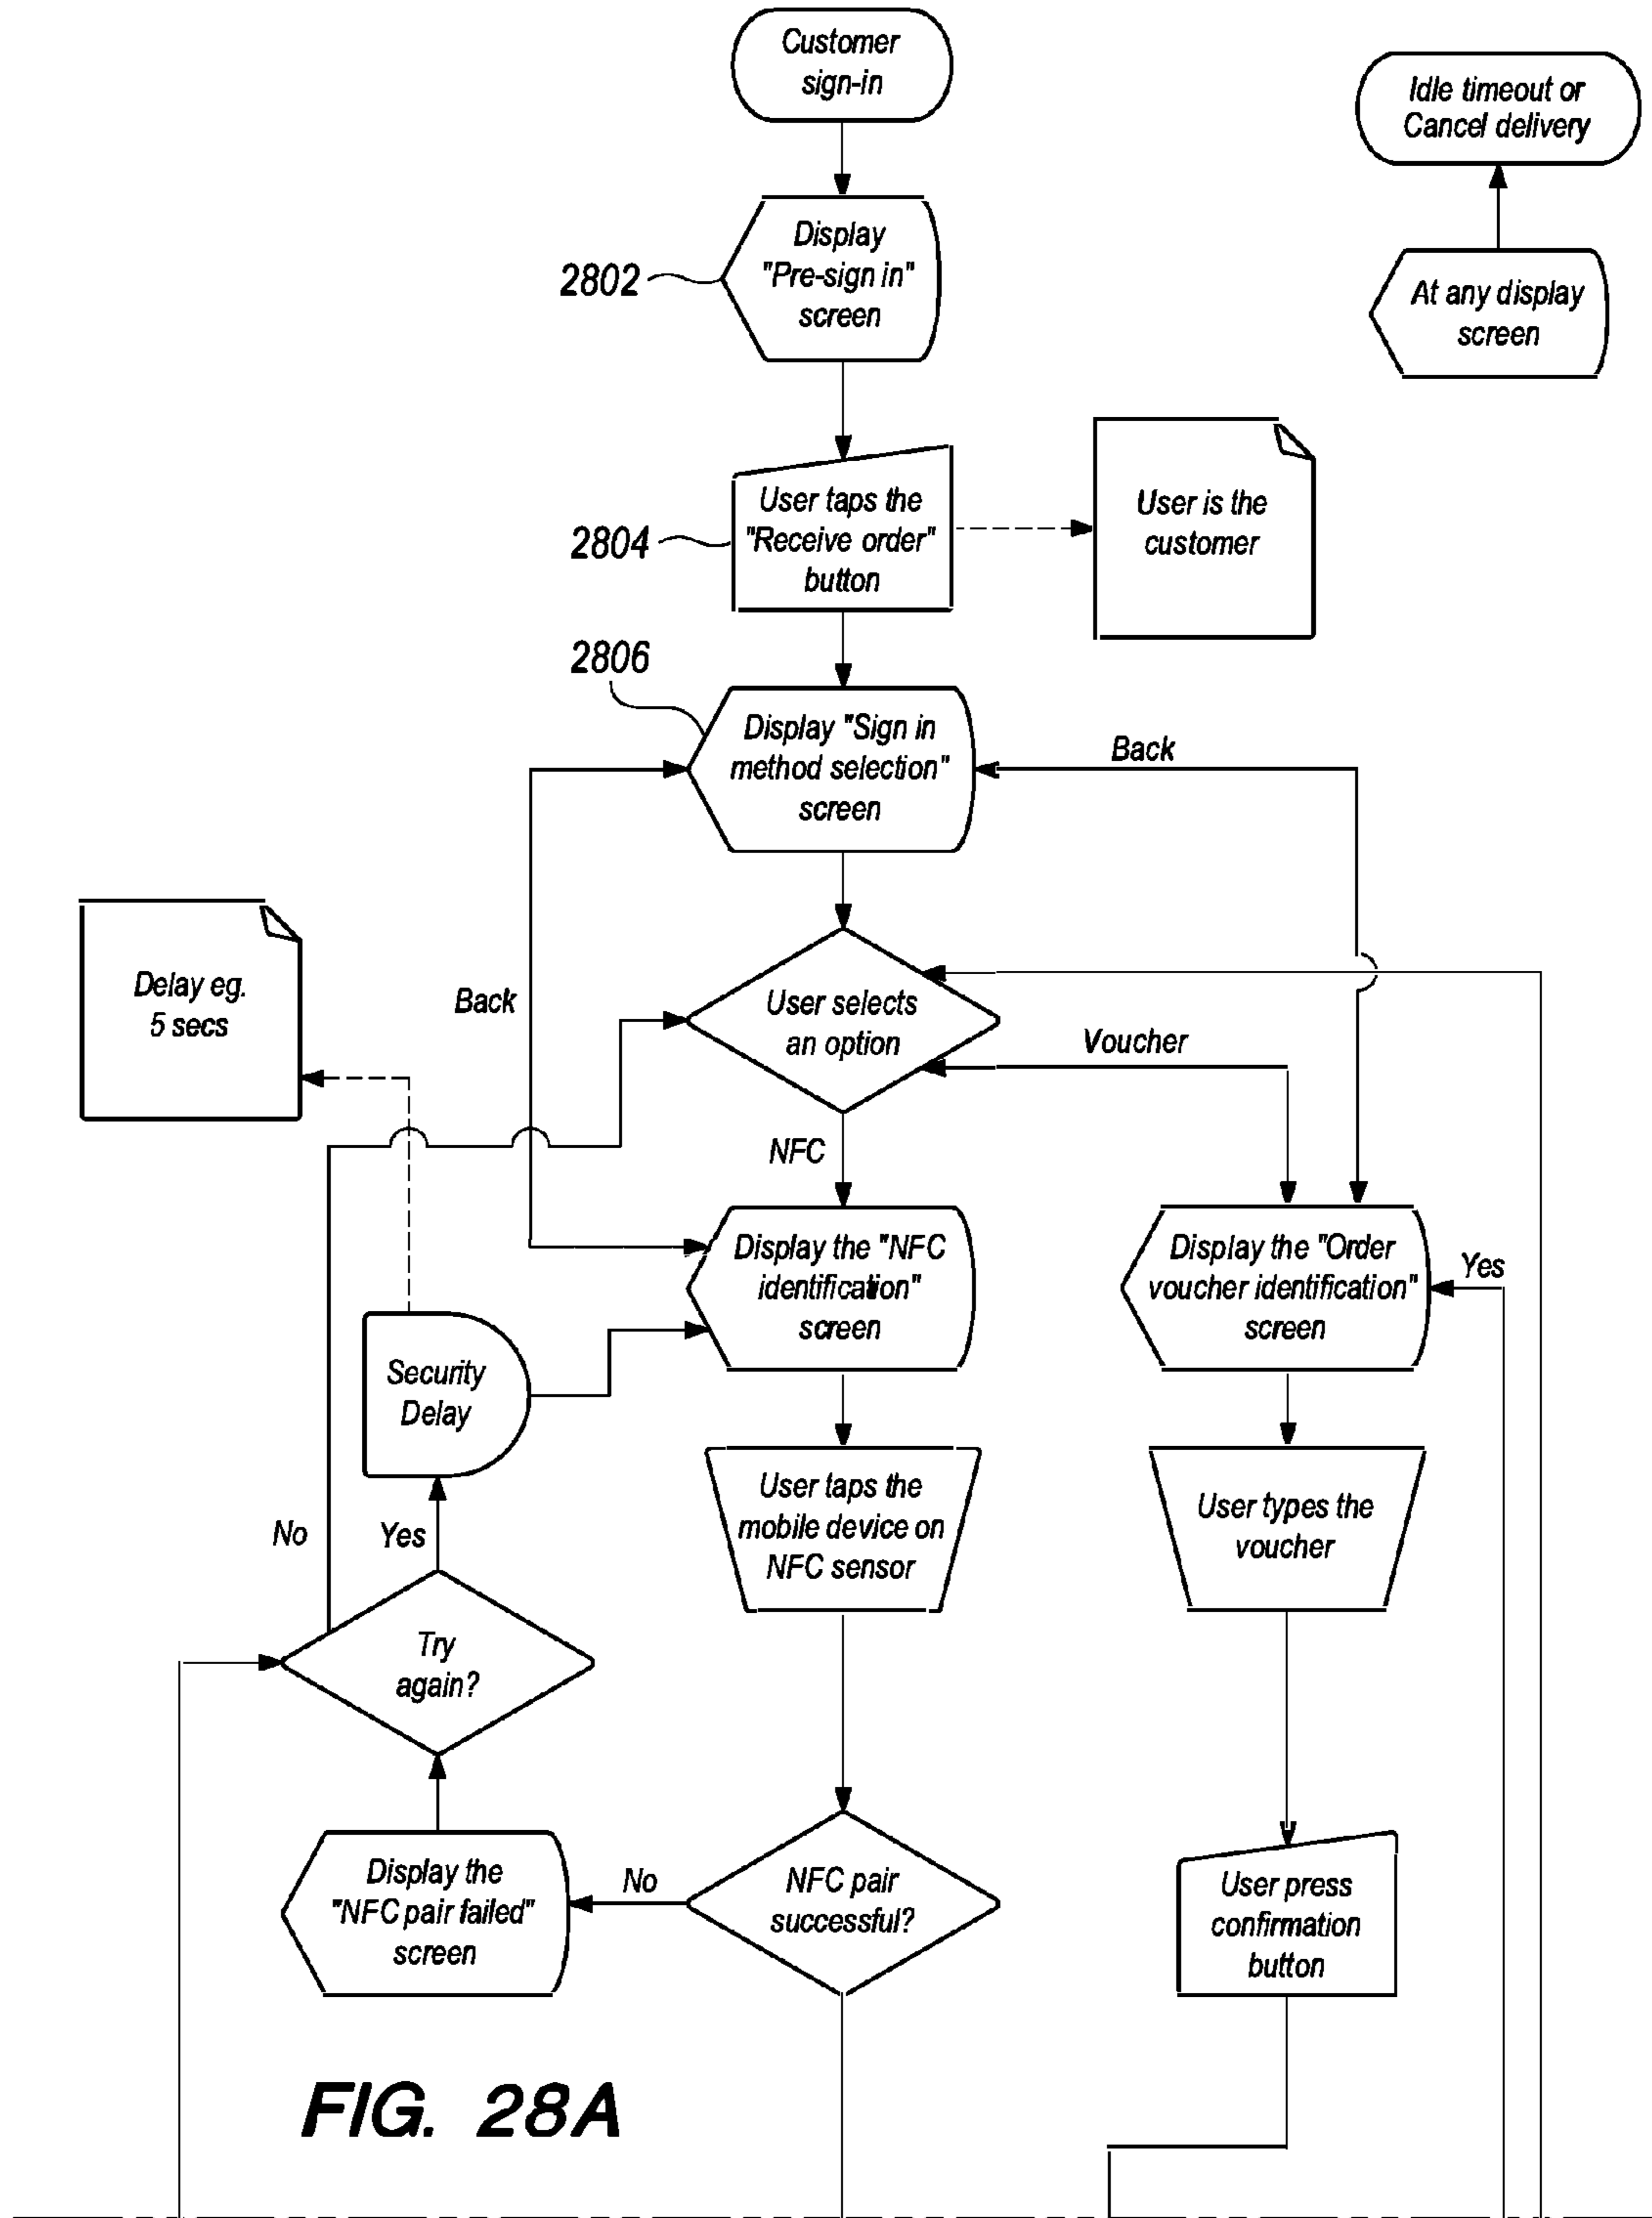 Customer
sign-in
Idle timeout or
Cancel delivery
Display
"Pre-sign in"
screen
2802
At any display
screen
User taps the
"Receive order"
button
2804
User is the
customer
2806
Display "Sign in
method selection"
screen
Back
Delay eg.
5 secs
Back
User selects
an option
Voucher
NFC
Display the "NFC
identification"
screen
Display the "Order
voucher identification"
screen
Yes
Security
Delay
User taps the
mobile device on
NFC sensor
User types the
voucher
No
Yes
Try
again?
Display the
"NFC pair failed"
screen
No
NFC pair
successful?
User press
confirmation
button
FIG. 28A